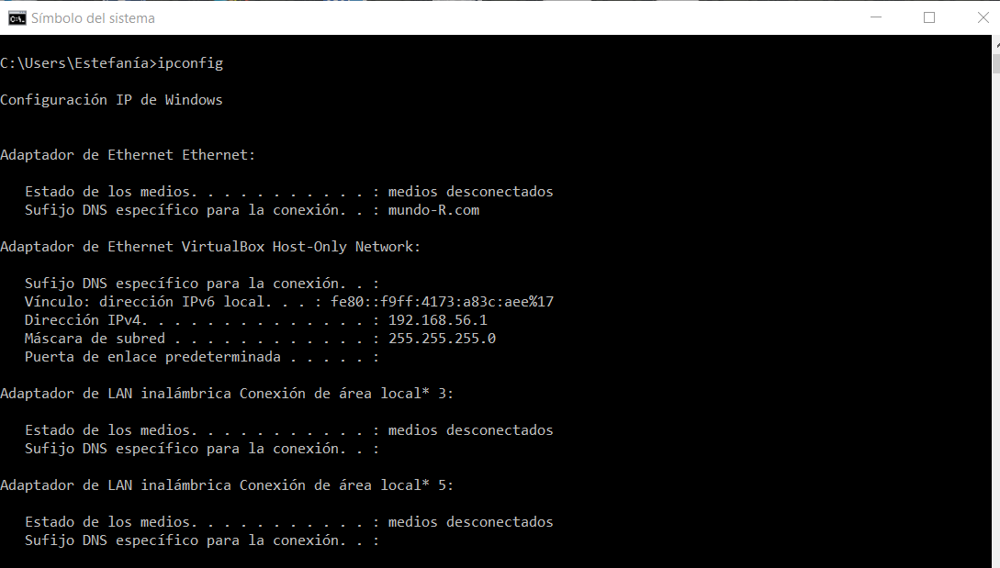 Símbolo del sistema
C:\Users\Estefanía>ipconfig
Configuración IP de Windows
Adaptador de Ethernet Ethernet:
Estado de los medios. . . . . . . . . . . : medios desconectados
Sufijo DNS específico para la conexión. . : mundo-R.com
Adaptador de Ethernet VirtualBox Host-Only Network:
Sufijo DNS específico para la conexión. . :
Vínculo: dirección IPv6 local. . . : fe80::f9ff:4173:a83c:aee%17
Dirección IPv4. . . . . . . . . . . . . . : 192.168.56.1
Máscara de subred . . . . . . . . . . . . : 255.255.255.0
Puerta de enlace predeterminada . . . . . :
Adaptador de LAN inalámbrica Conexión de área local* 3:
Estado de los medios. . . . . . . . . . . : medios desconectados
Sufijo DNS específico para la conexión. . :
Adaptador de LAN inalámbrica Conexión de área local* 5:
Estado de los medios. . . . . . . . . . . : medios desconectados
Sufijo DNS específico para la conexión. . :